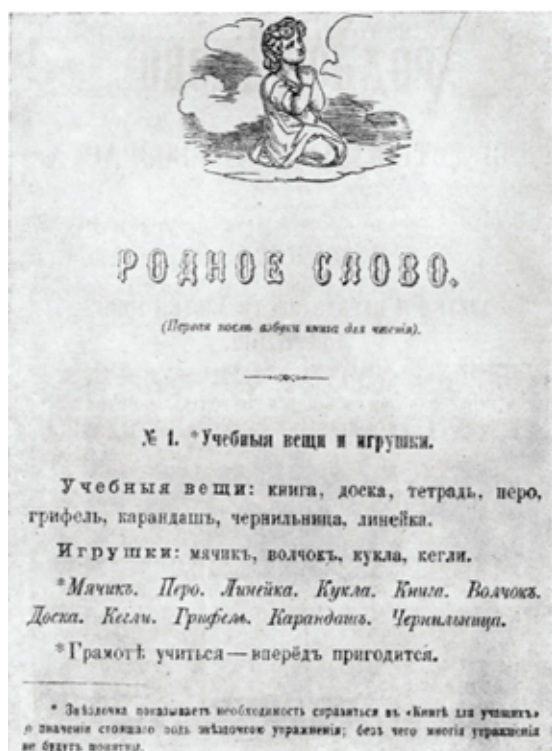 РОДНОЕ СЛОВО.
(Первая послѣ азбуки книга для чтенія).
№ 1. *Учебныя вещи и игрушки.
Учебныя вещи: книга, доска, тетрадь, перо,
грифель, карандашъ, чернильница, линейка.
Игрушки: мячикъ, волчокъ, кукла, кегли.
*Мячикъ. Перо. Линейка. Кукла. Книга. Волчокъ.
Доска. Кегли. Грифель. Карандашъ. Чернильница.
*Грамотѣ учиться — впередъ пригодится.
* Звѣздочка показываетъ необходимость справиться въ «Книгѣ для учащихъ»
о значеніи стоящаго подъ звѣздочкою упражненія; безъ чего многія упражненія
не будутъ понятны.